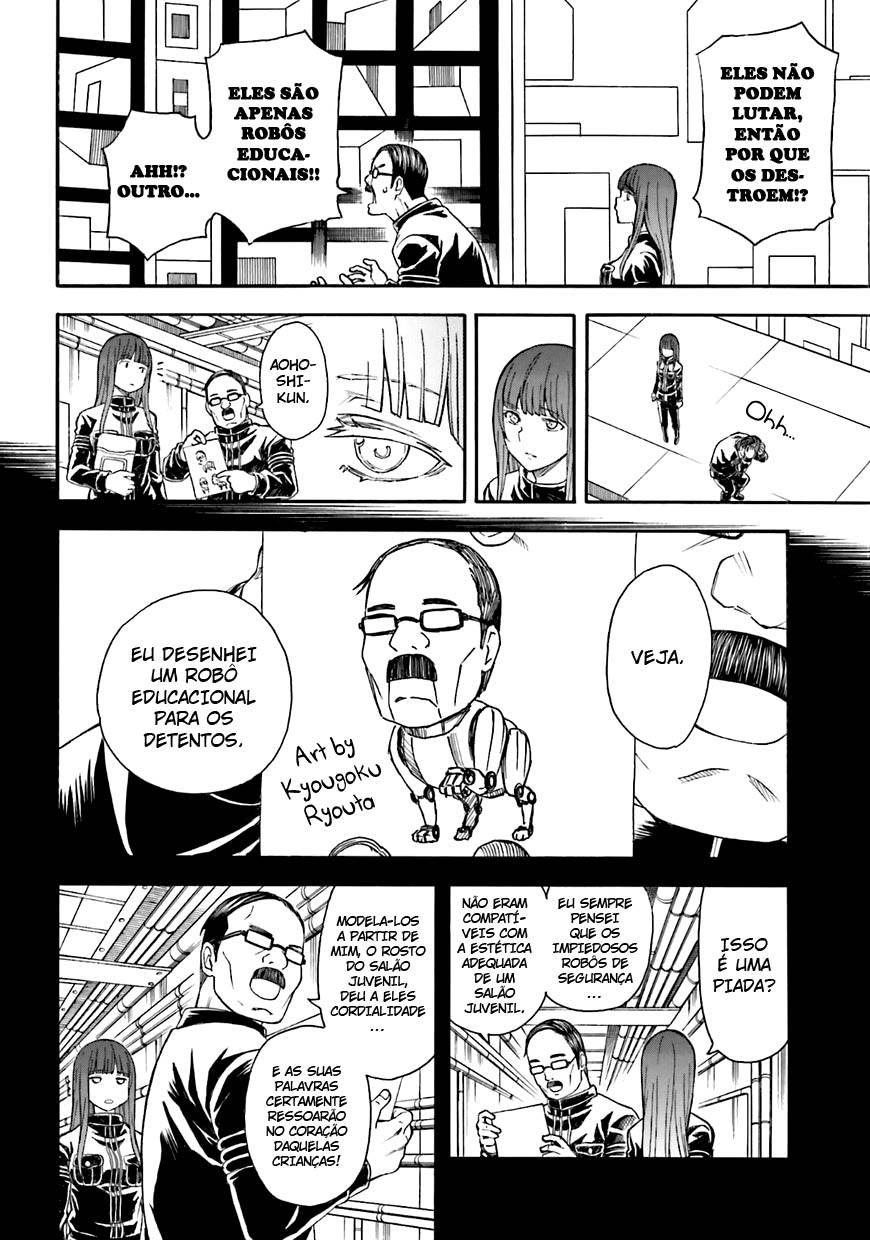 ELES NÃO
PODEM
LUTAR,
ENTÃO
POR QUE
OS DES-
TROEM!?
ELES SÃO
APENAS
ROBÔS
EDUCA-
CIONAIS!!
AHH!?
OUTRO...
Ohh...
AOHO-
SHI-
KUN.
VEJA.
EU DESENHEI
UM ROBÔ
EDUCACIONAL
PARA OS
DETENTOS.
Art by
Kyougoku
Ryouta
ISSO
É UMA
PIADA?
EU SEMPRE
PENSEI
QUE OS
IMPIEDOSOS
ROBÔS DE
SEGURANÇA
...
NÃO ERAM
COMPATÍ-
VEIS COM
A ESTÉTICA
ADEQUADA
DE UM
SALÃO
JUVENIL.
MODELA-LOS
A PARTIR DE
MIM, O ROSTO
DO SALÃO
JUVENIL,
DEU A ELES
CORDIALIDADE
...
E AS SUAS
PALAVRAS
CERTAMENTE
RESSOARÃO
NO CORAÇÃO
DAQUELAS
CRIANÇAS!